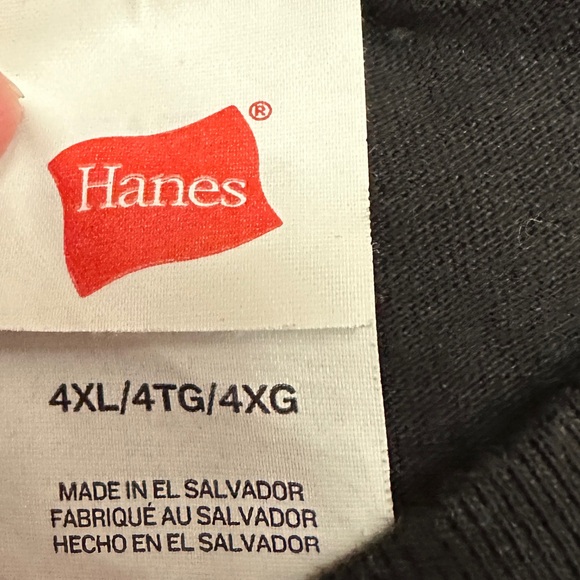 Hanes®
4XL/4TG/4XG
MADE IN EL SALVADOR
FABRIQUÉ AU SALVADOR
HECHO EN EL SALVADOR